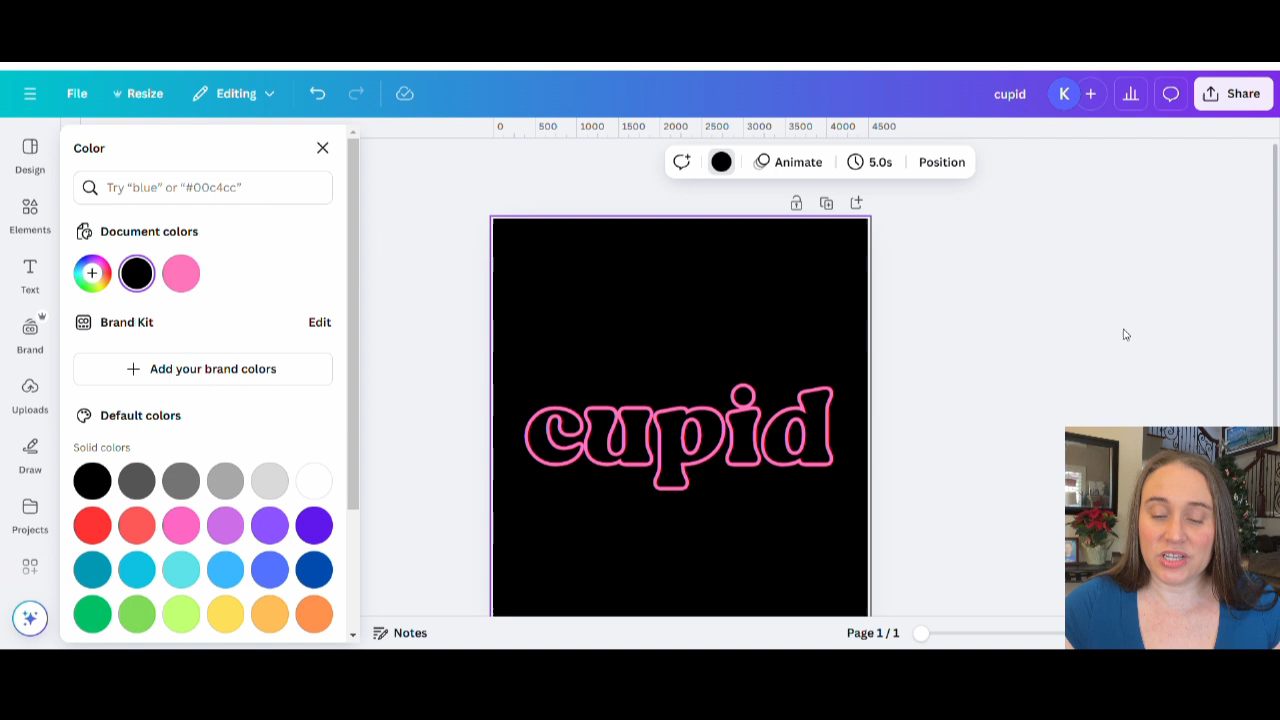 File Resize Editing cupid K Share
0 500 1000 1500 2000 2500 3000 3500 4000 4500
Design
Elements
Text
Brand
Uploads
Draw
Projects
Color
Try “blue” or “#00c4cc”
Document colors
Brand Kit Edit
CO
Add your brand colors
Default colors
Solid colors
Animate 5.0s Position
cupid
Notes
Page 1 / 1